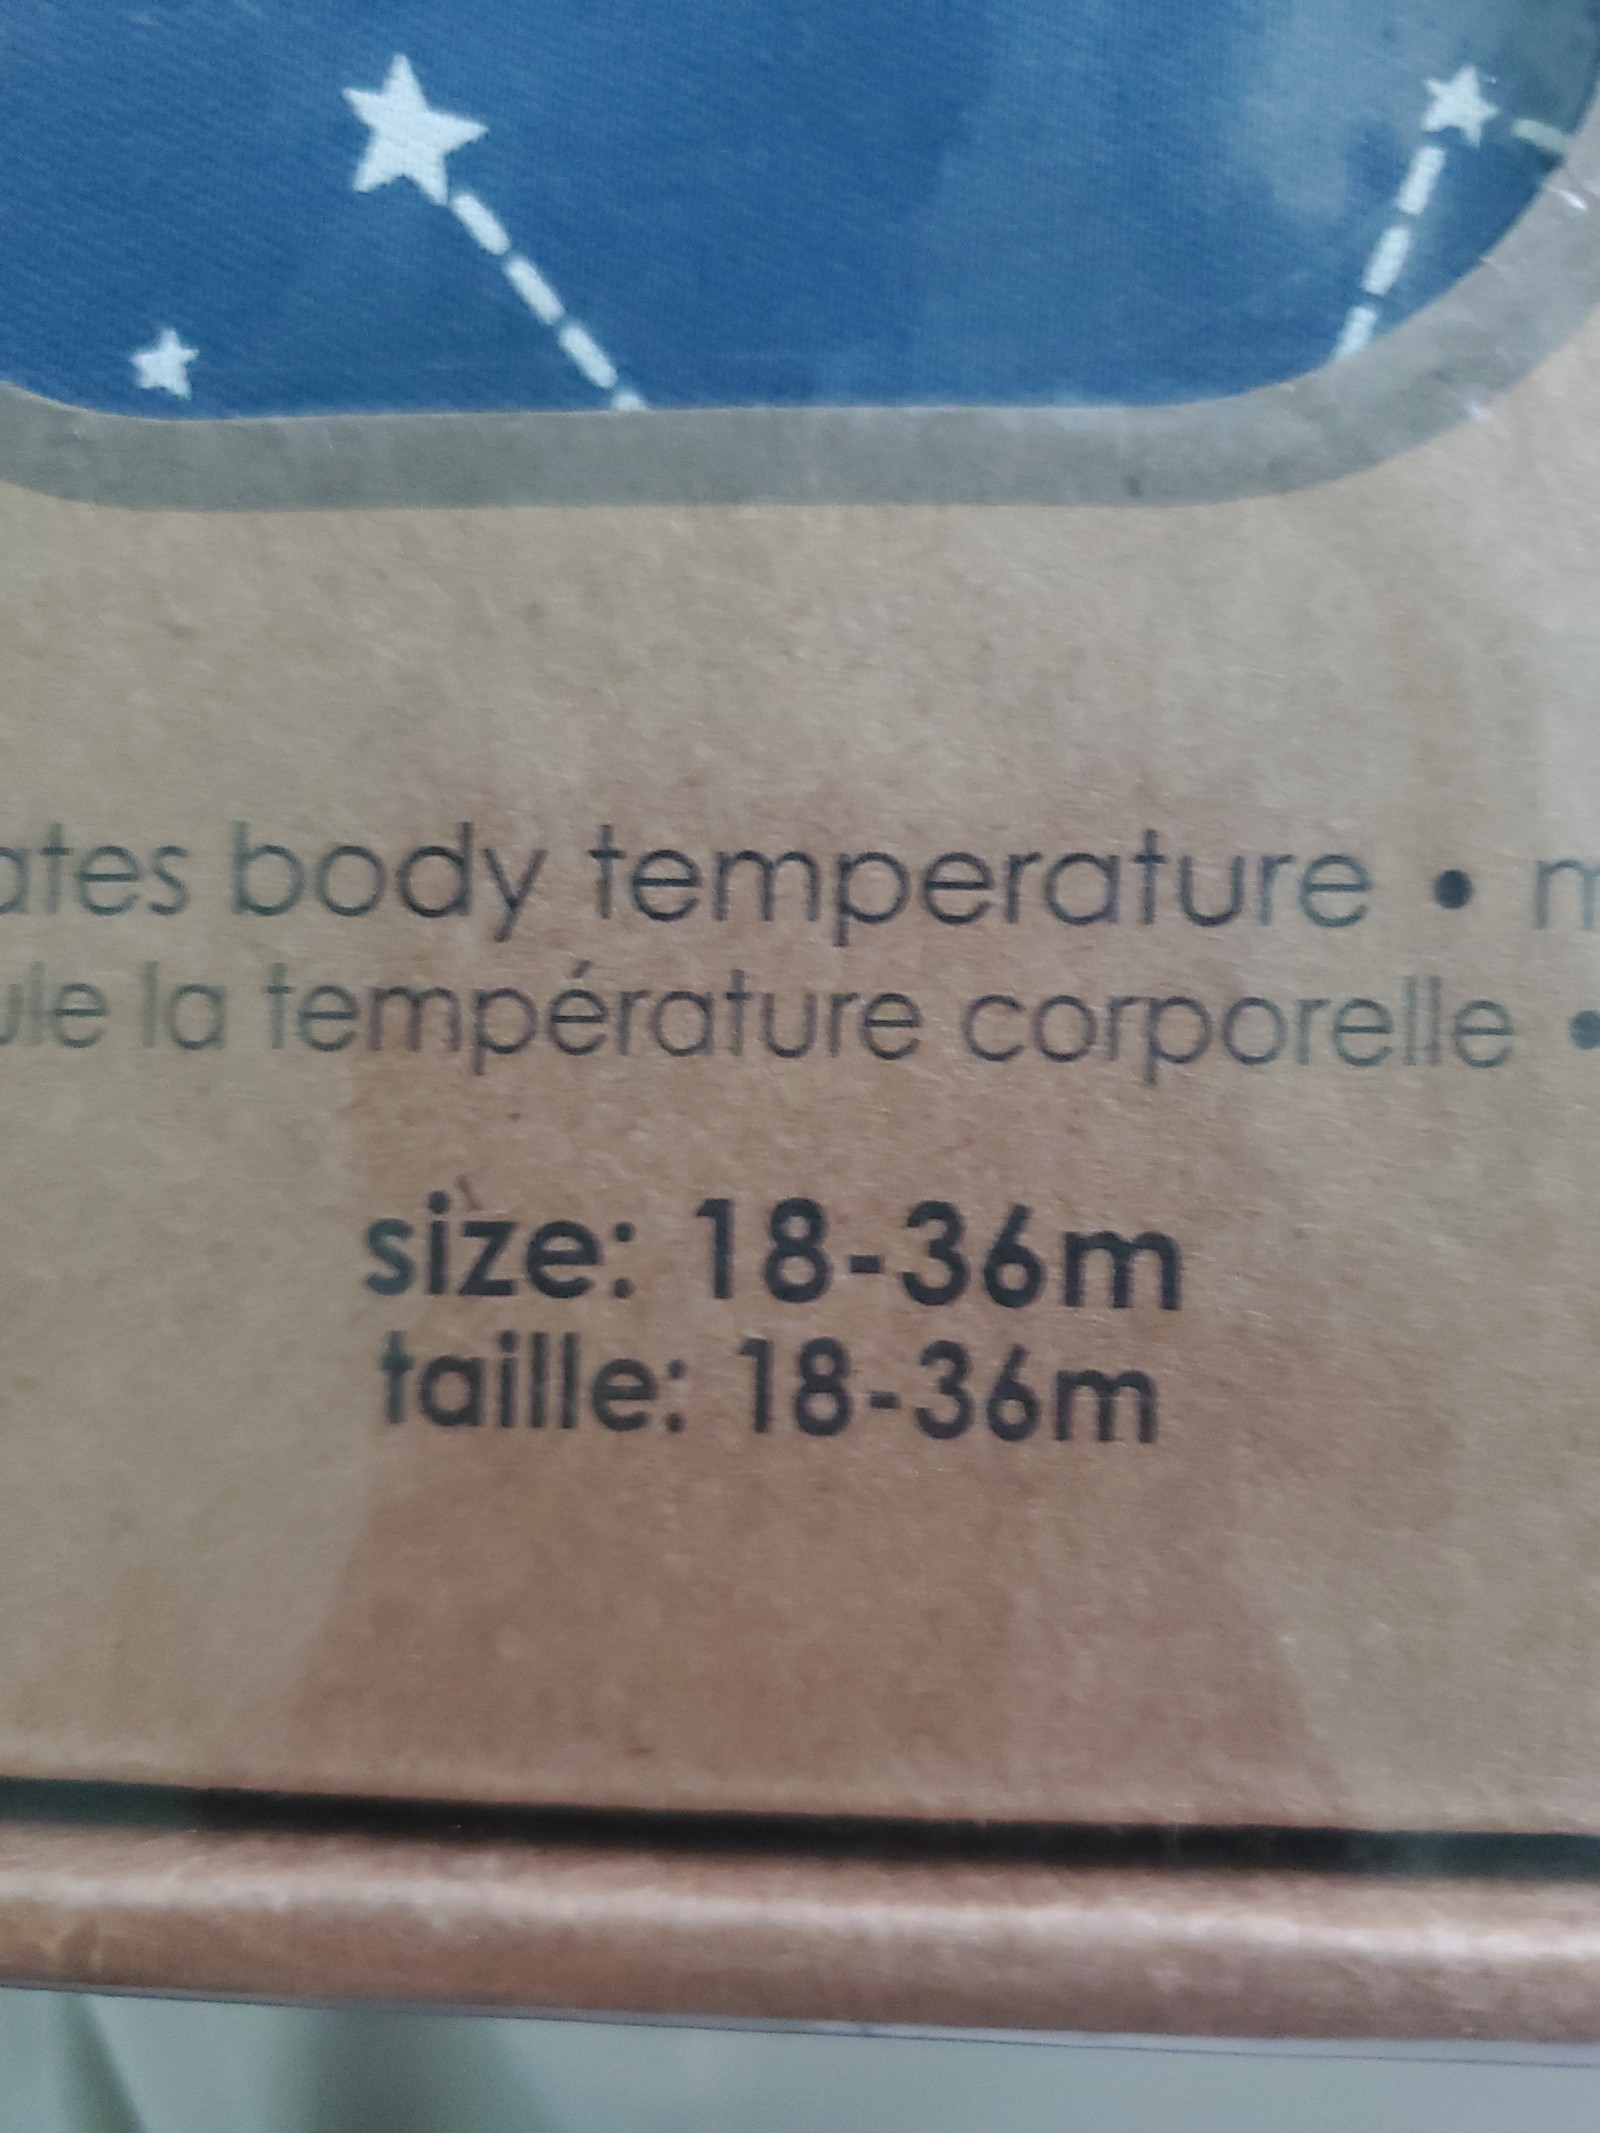 ates body temperature •
ule la température corporelle •
size: 18-36m
taille: 18-36m